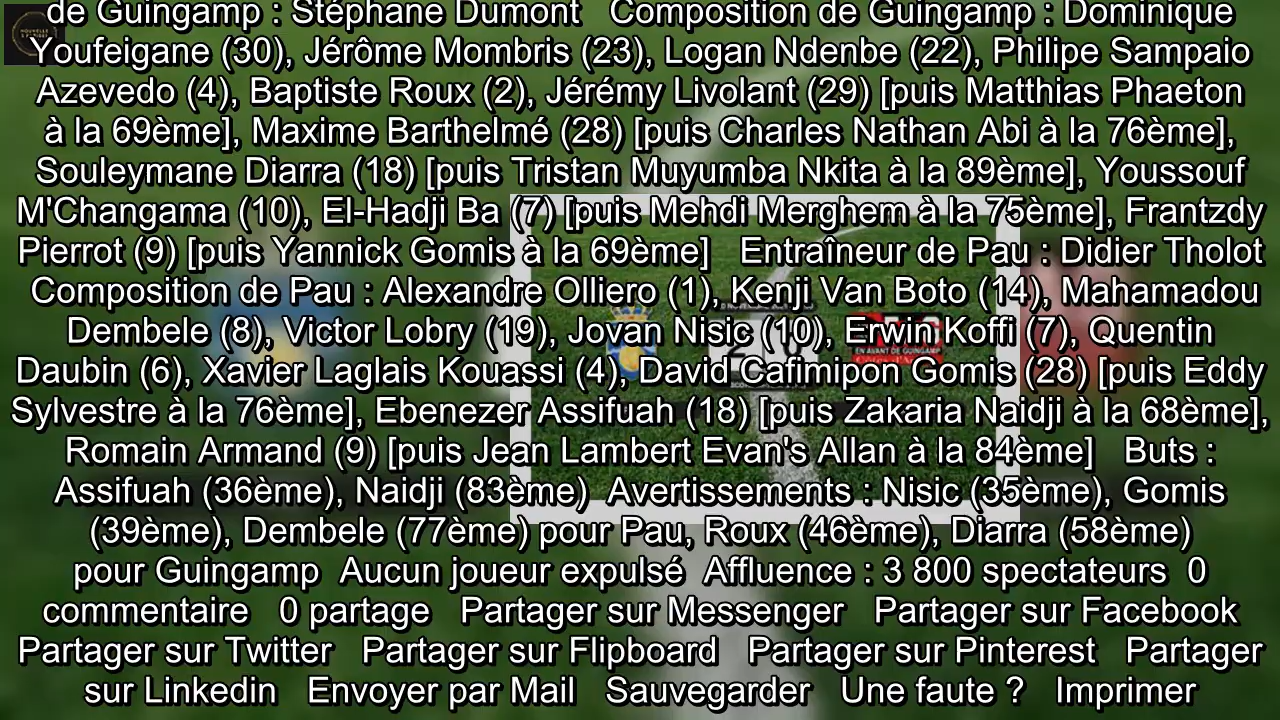 de Guingamp : Stéphane Dumont Composition de Guingamp : Dominique
Youfeigane (30), Jérôme Mombris (23), Logan Ndenbe (22), Philipe Sampaio
Azevedo (4), Baptiste Roux (2), Jérémy Livolant (29) [puis Matthias Phaeton
à la 69ème], Maxime Barthelmé (28) [puis Charles Nathan Abi à la 76ème],
Souleymane Diarra (18) [puis Tristan Muyumba Nkita à la 89ème], Youssouf
M'Changama (10), El-Hadji Ba (7) [puis Mehdi Merghem à la 75ème], Frantzdy
Pierrot (9) [puis Yannick Gomis à la 69ème] Entraîneur de Pau : Didier Tholot
Composition de Pau : Alexandre Olliero (1), Kenji Van Boto (14), Mahamadou
Dembele (8), Victor Lobry (19), Jovan Nisic (10), Erwin Koffi (7), Quentin
Daubin (6), Xavier Laglais Kouassi (4), David Cafimipon Gomis (28) [puis Eddy
Sylvestre à la 76ème], Ebenezer Assifuah (18) [puis Zakaria Naidji à la 68ème],
Romain Armand (9) [puis Jean Lambert Evan's Allan à la 84ème] Buts :
Assifuah (36ème), Naidji (83ème) Avertissements : Nisic (35ème), Gomis
(39ème), Dembele (77ème) pour Pau, Roux (46ème), Diarra (58ème)
pour Guingamp Aucun joueur expulsé Affluence : 3 800 spectateurs 0
commentaire 0 partage Partager sur Messenger Partager sur Facebook
Partager sur Twitter Partager sur Flipboard Partager sur Pinterest Partager
sur Linkedin Envoyer par Mail Sauvegarder Une faute ? Imprimer
EN AVANT DE GUINGAMP